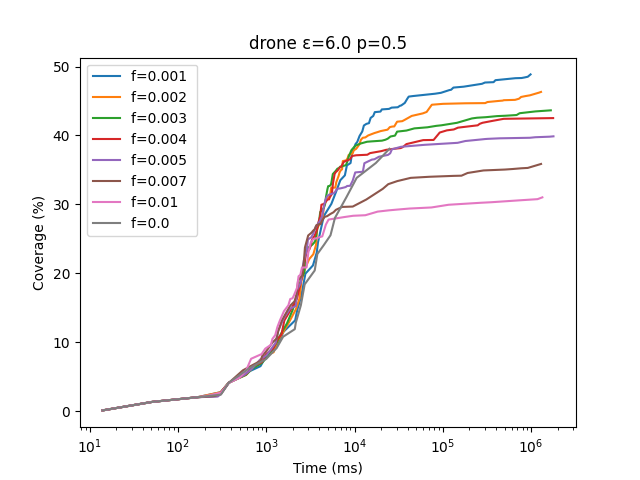 drone ε=6.0 p=0.5
50
40
30
20
10
0
Coverage (%)
f=0.001
f=0.002
f=0.003
f=0.004
f=0.005
f=0.007
f=0.01
f=0.0
10¹ 10² 10³ 10⁴ 10⁵ 10⁶
Time (ms)